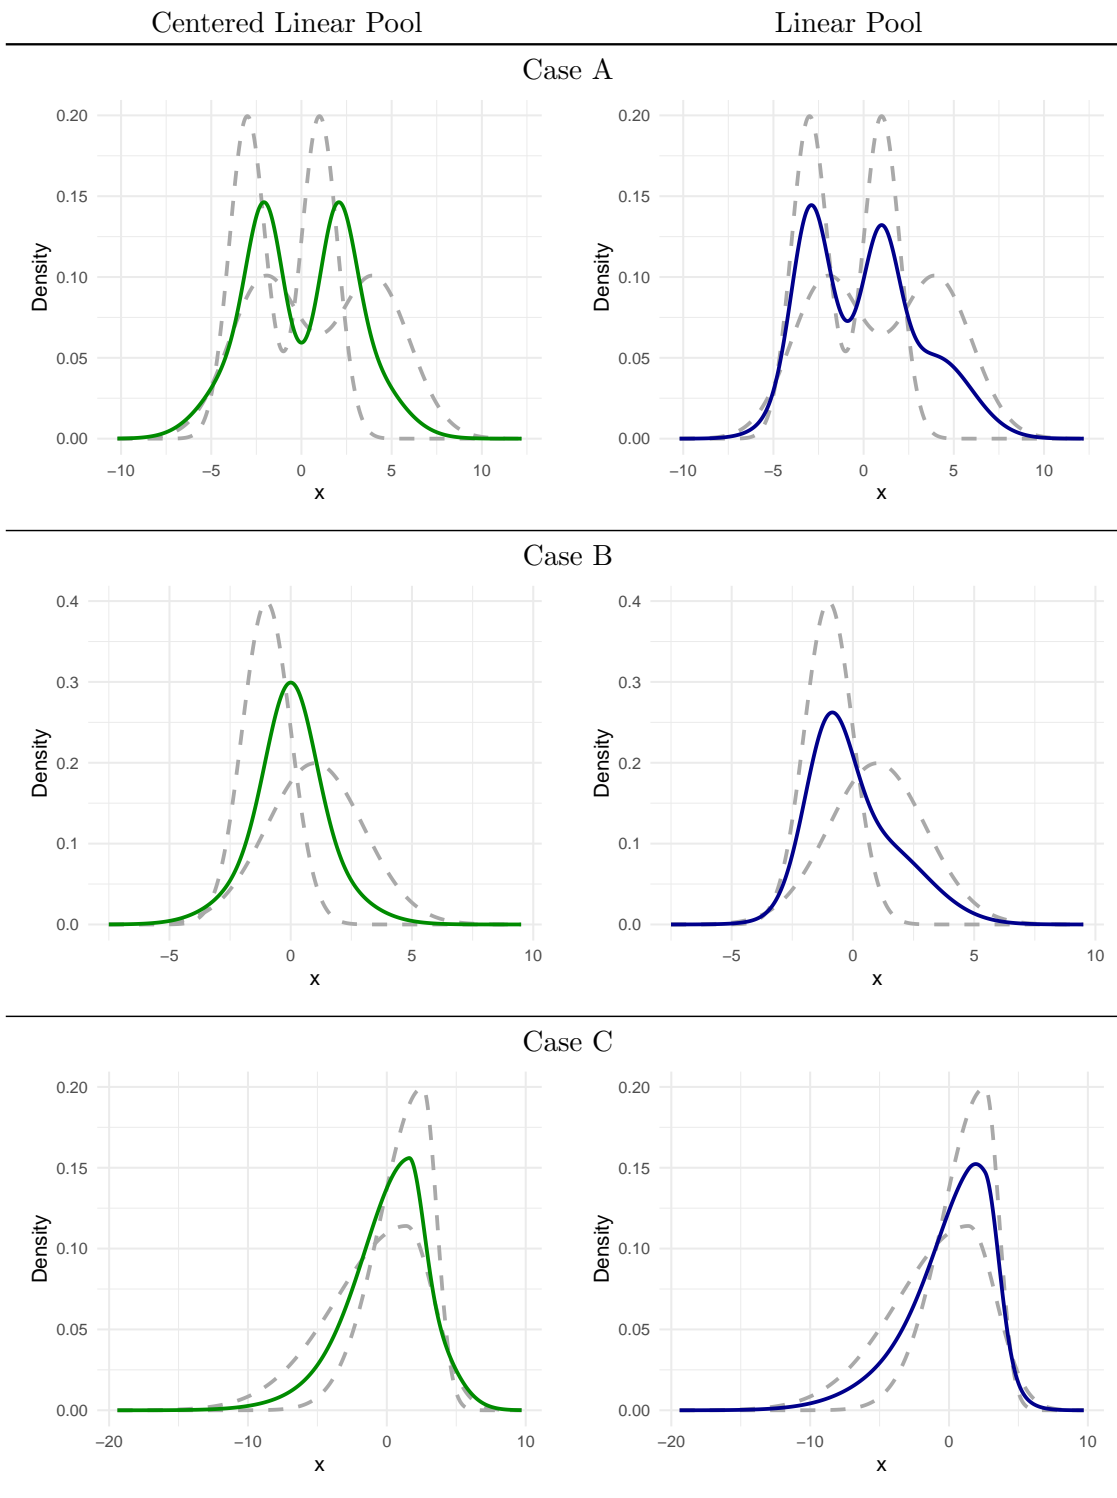 Centered Linear Pool Linear Pool
Case A
0.20 0.20
0.15 0.15
0.10 0.10
0.05 0.05
0.00 0.00
Density Density
−10 −5 0 5 10 −10 −5 0 5 10
x x
Case B
0.4 0.4
0.3 0.3
0.2 0.2
0.1 0.1
0.0 0.0
Density Density
−5 0 5 10 −5 0 5 10
x x
Case C
0.20 0.20
0.15 0.15
0.10 0.10
0.05 0.05
0.00 0.00
Density Density
−20 −10 0 10 −20 −10 0 10
x x